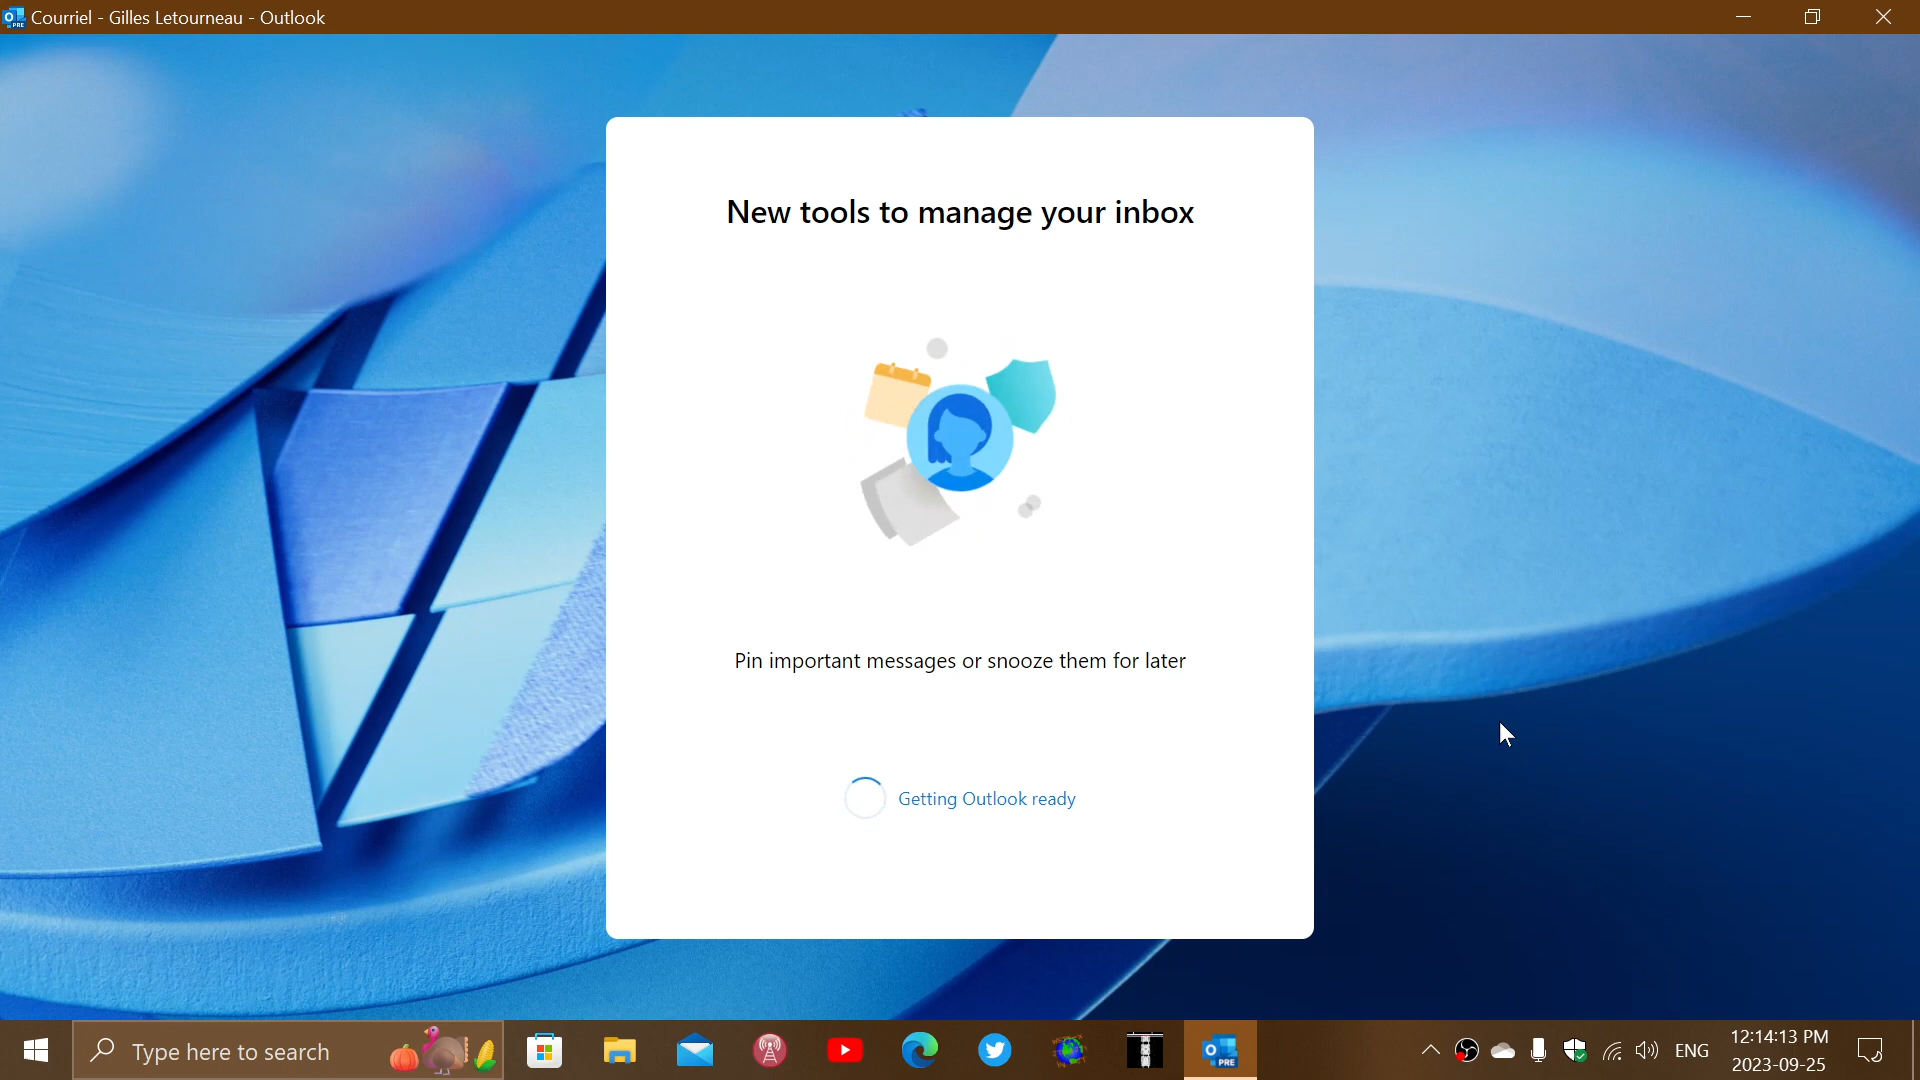 Courriel - Gilles Letourneau - Outlook
New tools to manage your inbox
Pin important messages or snooze them for later
Getting Outlook ready
Type here to search
PRE
ENG
12:14:13 PM
2023-09-25